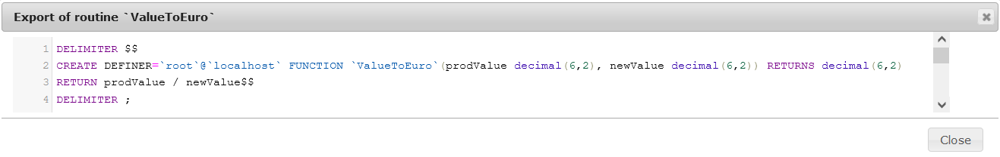 Export of routine `ValueToEuro`
1 DELIMITER $$
2 CREATE DEFINER=`root`@`localhost` FUNCTION `ValueToEuro`(prodValue decimal(6,2), newValue decimal(6,2)) RETURNS decimal(6,2)
3 RETURN prodValue / newValue$$
4 DELIMITER ;
Close